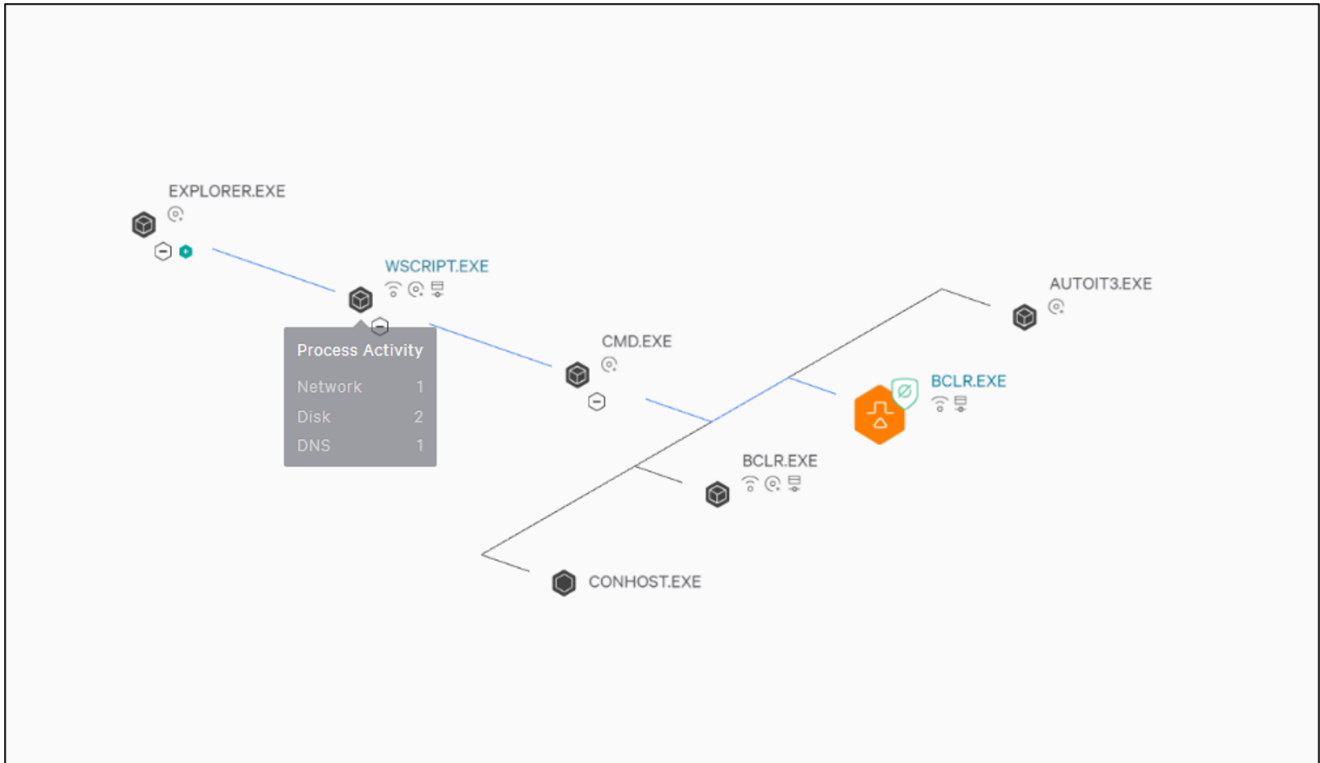 EXPLORER.EXE
WSCRIPT.EXE
Process Activity
Network 1
Disk 2
DNS 1
CMD.EXE
AUTOIT3.EXE
BCLR.EXE
BCLR.EXE
CONHOST.EXE